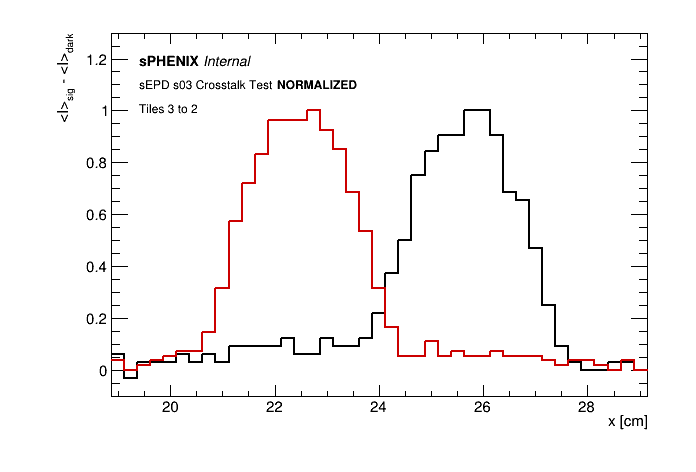 <I>sig - <I>dark
sPHENIX Internal
sEPD s03 Crosstalk Test NORMALIZED
Tiles 3 to 2
1.2
1
0.8
0.6
0.4
0.2
0
20 22 24 26 28
x [cm]